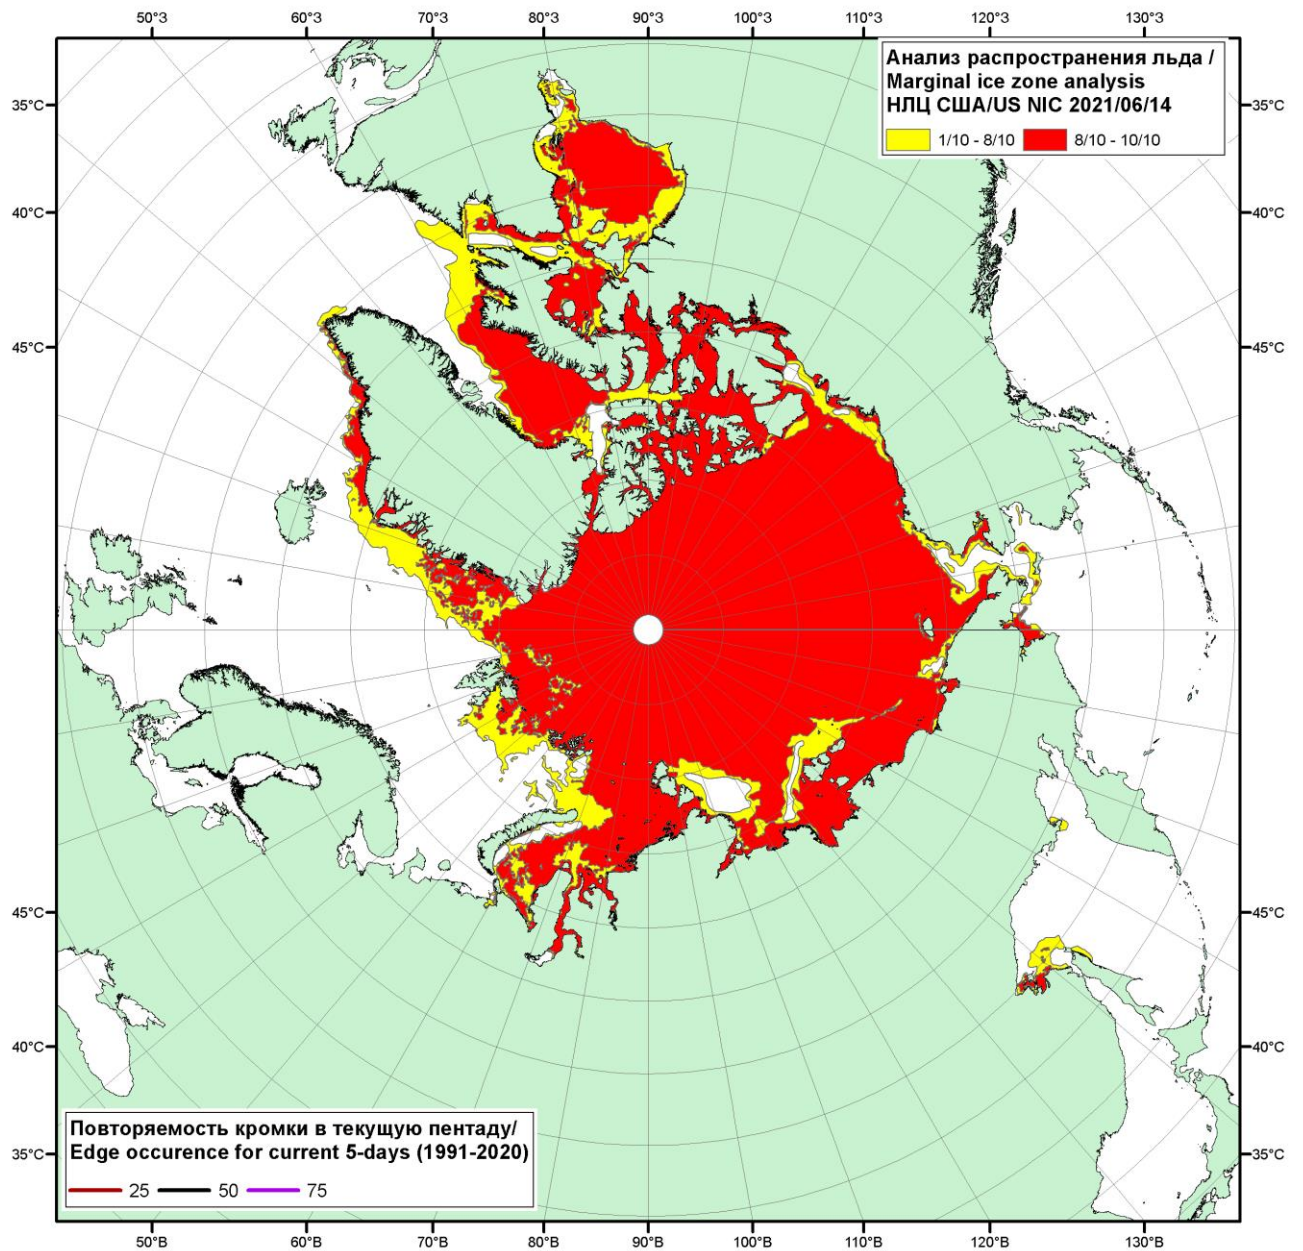 50°З 60°З 70°З 80°З 90°З 100°З 110°З 120°З 130°З
Анализ распространения льда /
Marginal ice zone analysis
НЛЦ США/US NIC 2021/06/14
1/10 - 8/10 8/10 - 10/10
35°С 35°С
40°С 40°С
45°С 45°С
45°С 45°С
40°С 40°С
Повторяемость кромки в текущую пентаду/
Edge occurence for current 5-days (1991-2020)
35°С 35°С
25 50 75
50°В 60°В 70°В 80°В 90°В 100°В 110°В 120°В 130°В